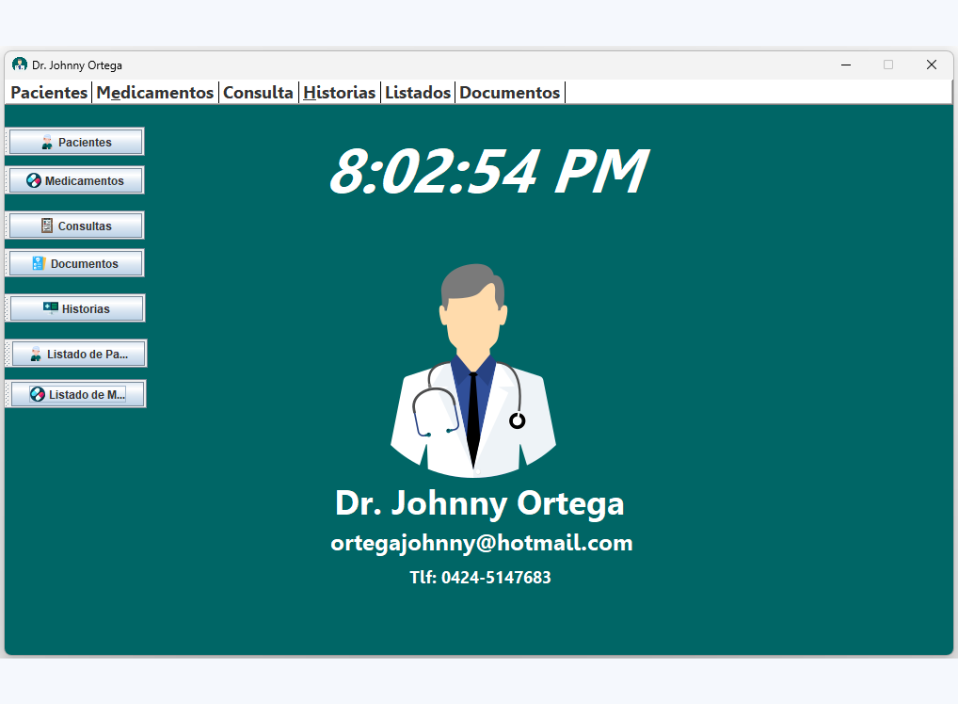 Dr. Johnny Ortega
Pacientes Medicamentos Consulta Historias Listados Documentos
8:02:54 PM
Pacientes
Medicamentos
Consultas
Documentos
Historias
Listado de Pa...
Listado de M...
Dr. Johnny Ortega
ortegajohnny@hotmail.com
Tlf: 0424-5147683